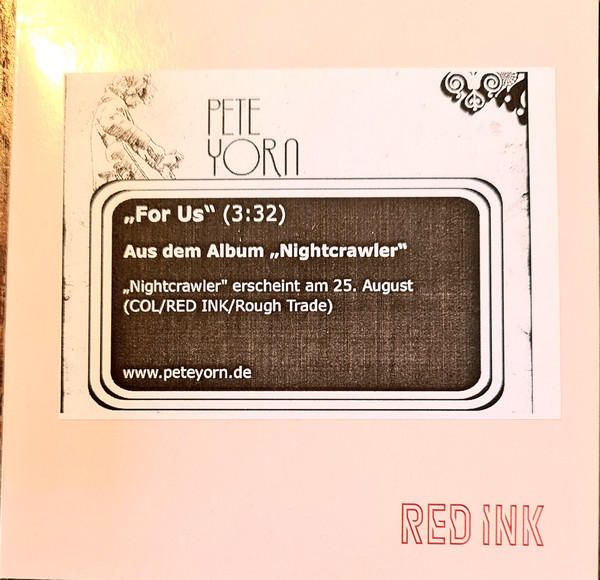 PETE
YORN
„For Us" (3:32)
Aus dem Album „Nightcrawler"
„Nightcrawler" erscheint am 25. August
(COL/RED INK/Rough Trade)
www.peteyorn.de
RED INK